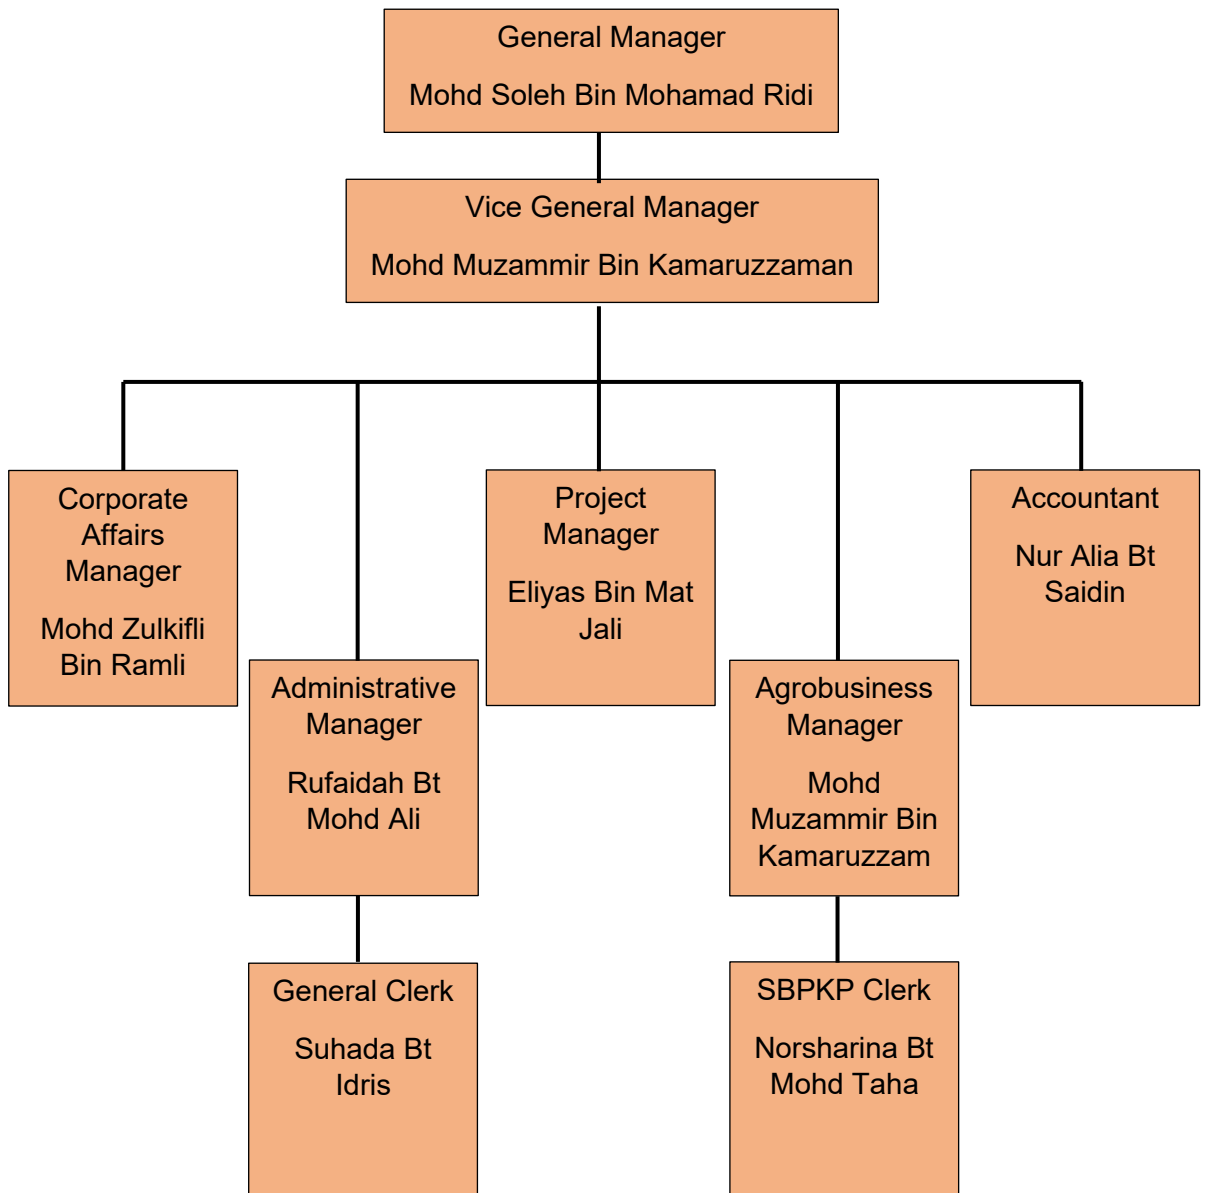 General Manager
Mohd Soleh Bin Mohamad Ridi
Vice General Manager
Mohd Muzammir Bin Kamaruzzaman
Corporate
Affairs
Manager
Mohd Zulkifli
Bin Ramli
Administrative
Manager
Rufaidah Bt
Mohd Ali
Project
Manager
Eliyas Bin Mat
Jali
Agrobusiness
Manager
Mohd
Muzammir Bin
Kamaruzzam
Accountant
Nur Alia Bt
Saidin
General Clerk
Suhada Bt
Idris
SBPKP Clerk
Norsharina Bt
Mohd Taha